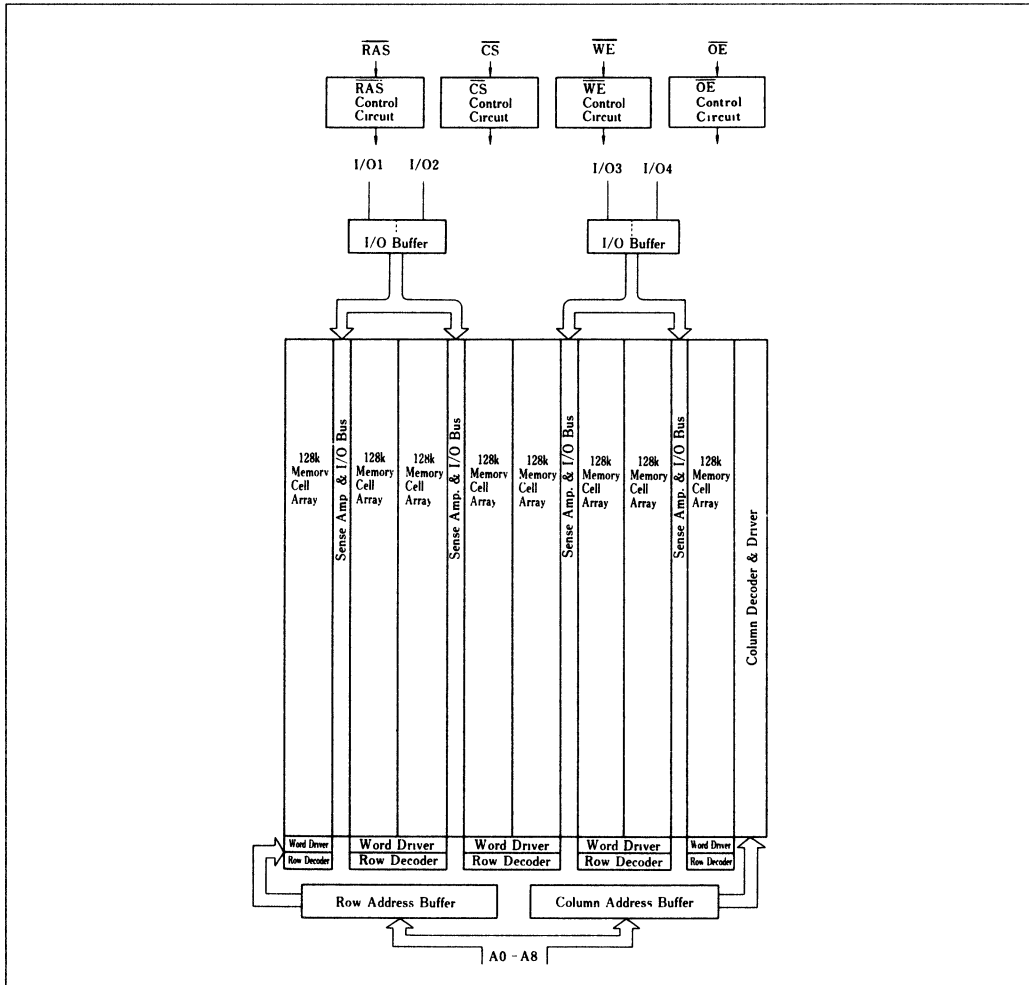 RAS CS WE OE
RAS Control Circuit
CS Control Circuit
WE Control Circuit
OE Control Circuit
I/O1 I/O2 I/O3 I/O4
I/O Buffer I/O Buffer
128k Memory Cell Array
Sense Amp. & I/O Bus
128k Memory Cell Array
128k Memory Cell Array
Sense Amp. & I/O Bus
128k Memory Cell Array
128k Memory Cell Array
Sense Amp. & I/O Bus
128k Memory Cell Array
128k Memory Cell Array
Sense Amp. & I/O Bus
128k Memory Cell Array
Column Decoder & Driver
Word Driver Word Driver Word Driver Word Driver Word Driver
Row Decoder Row Decoder Row Decoder Row Decoder Row Decoder
Row Address Buffer Column Address Buffer
A0 - A8